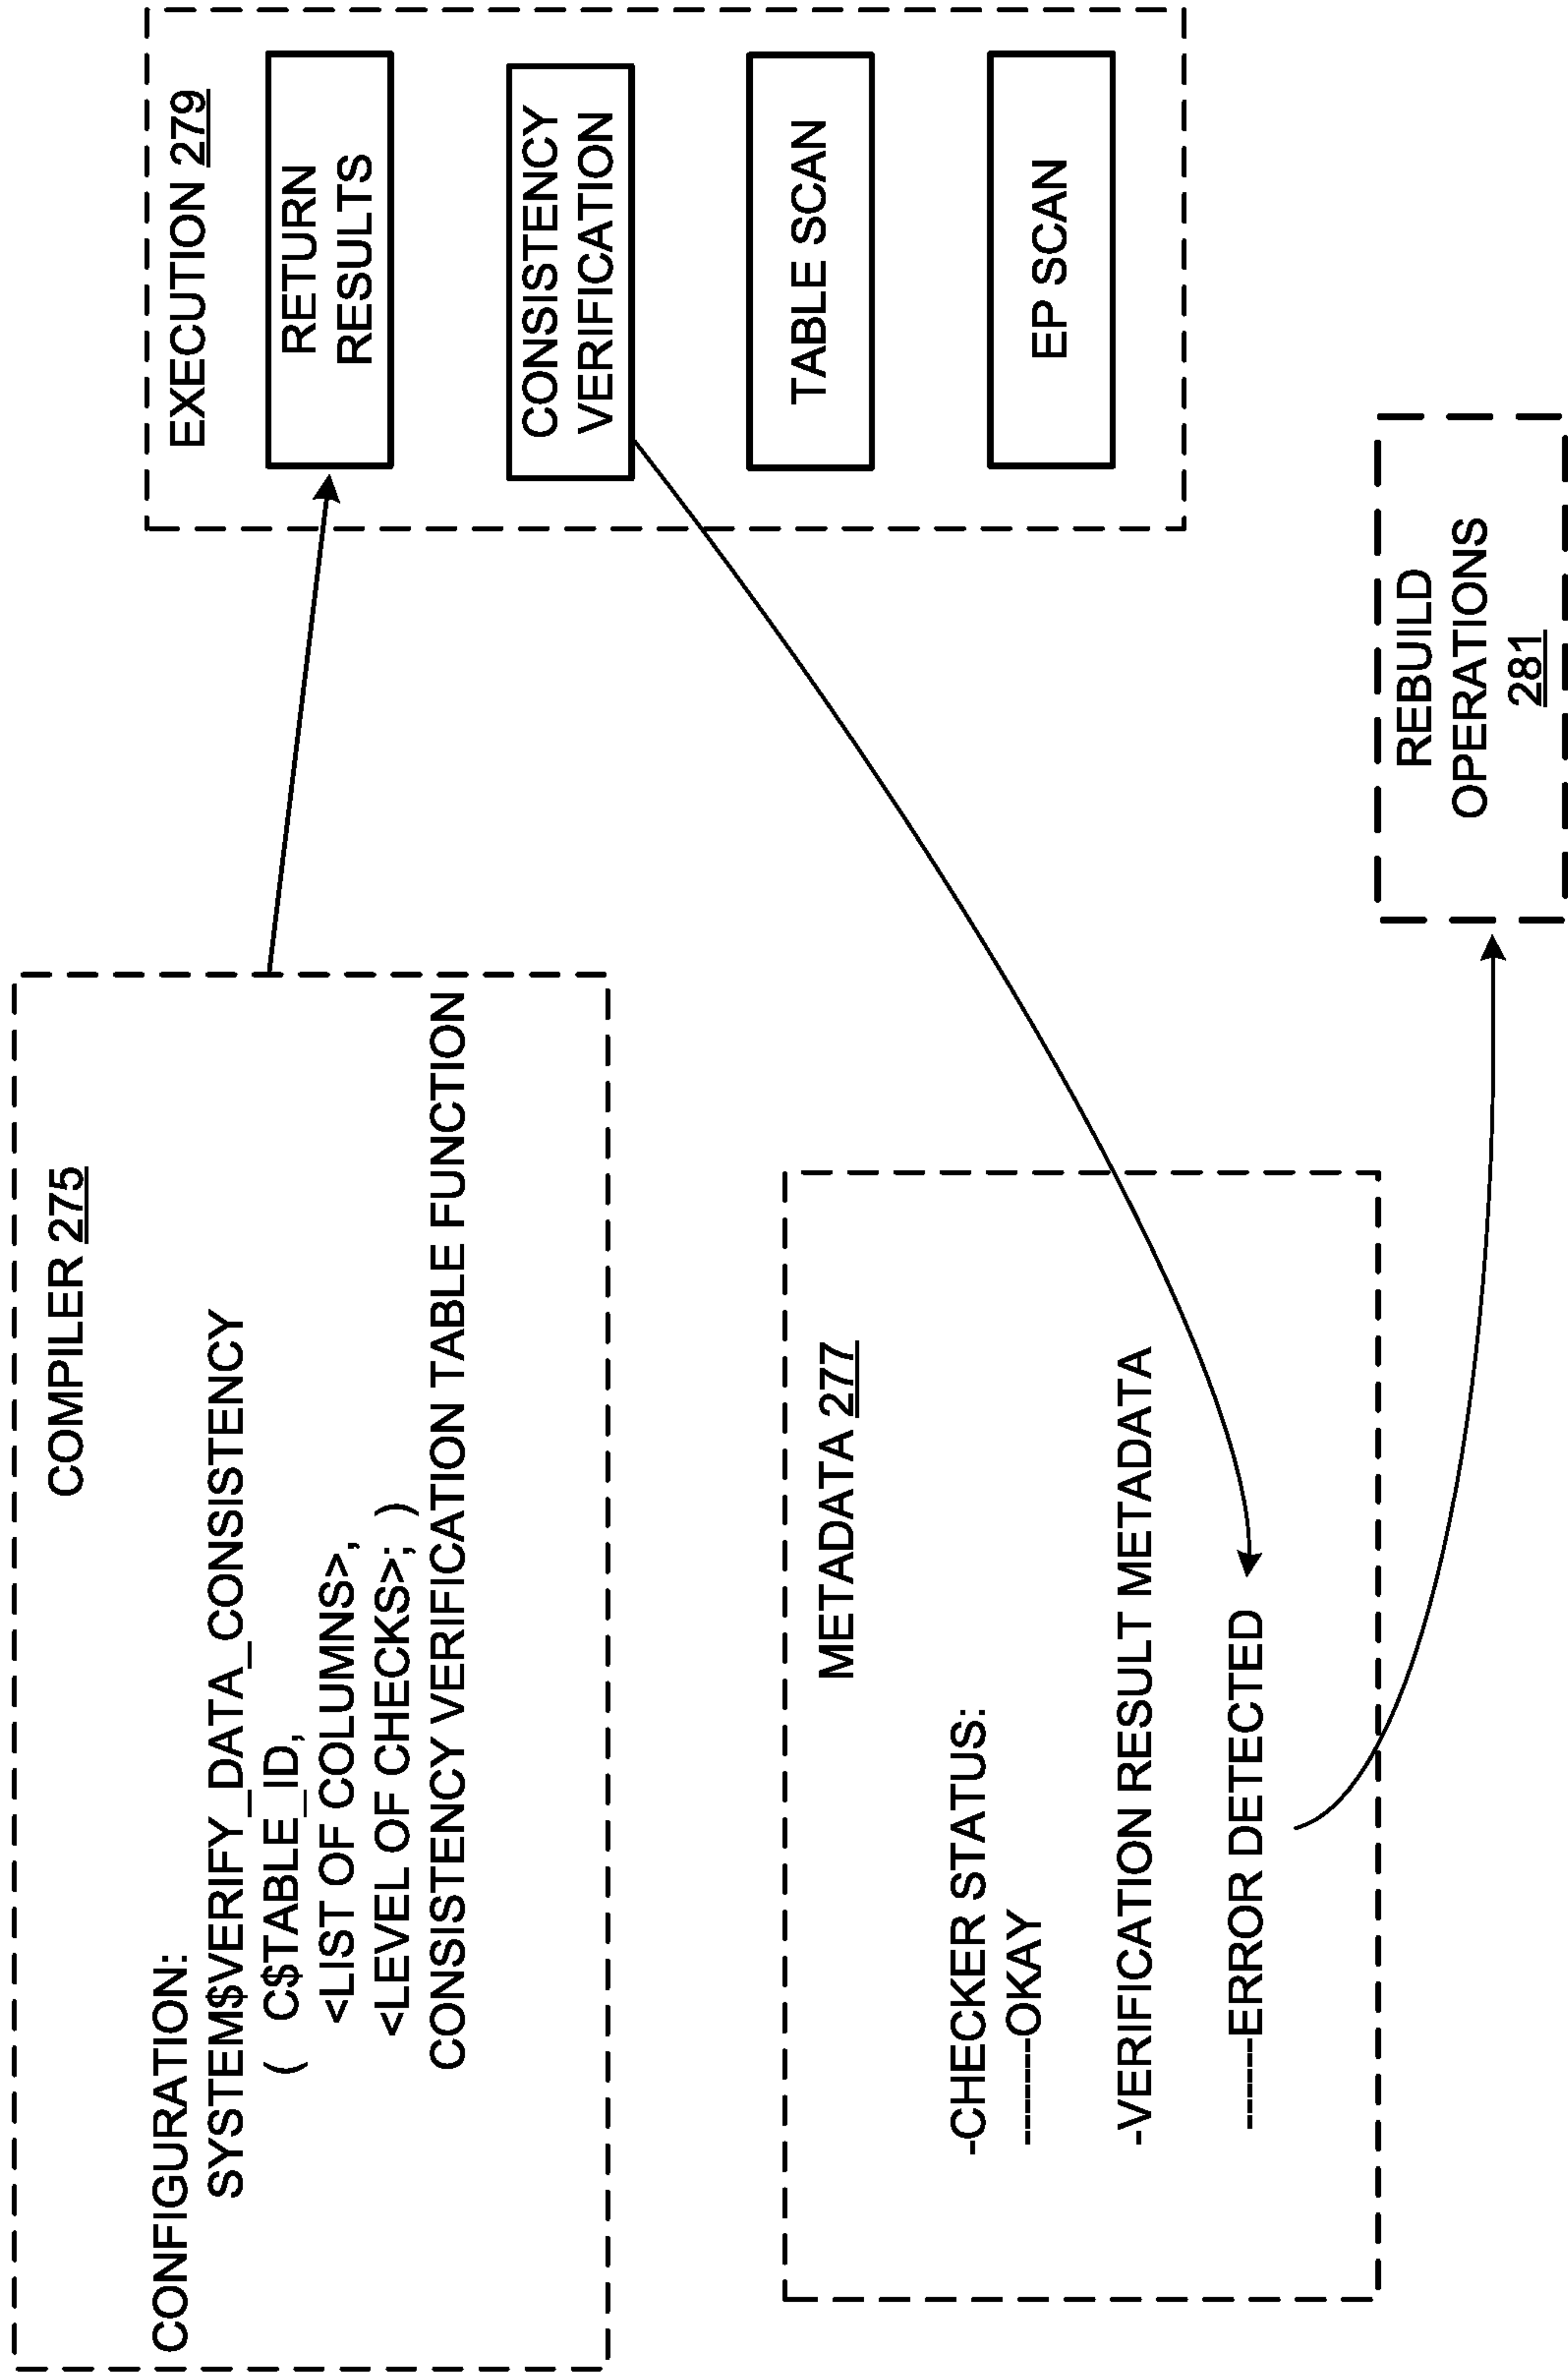 COMPILER 275
CONFIGURATION:
SYSTEM$VERIFY_DATA_CONSISTENCY
( C$TABLE_ID,
<LIST OF COLUMNS>,
<LEVEL OF CHECKS>; )
CONSISTENCY VERIFICATION TABLE FUNCTION
EXECUTION 279
RETURN
RESULTS
CONSISTENCY
VERIFICATION
TABLE SCAN
EP SCAN
METADATA 277
-CHECKER STATUS:
-------OKAY
-VERIFICATION RESULT METADATA
-------ERROR DETECTED
REBUILD
OPERATIONS
281